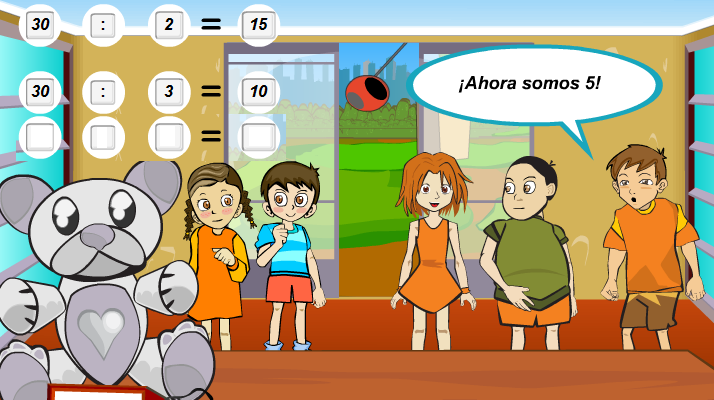 30 : 2 = 15
30 : 3 = 10
=
¡Ahora somos 5!